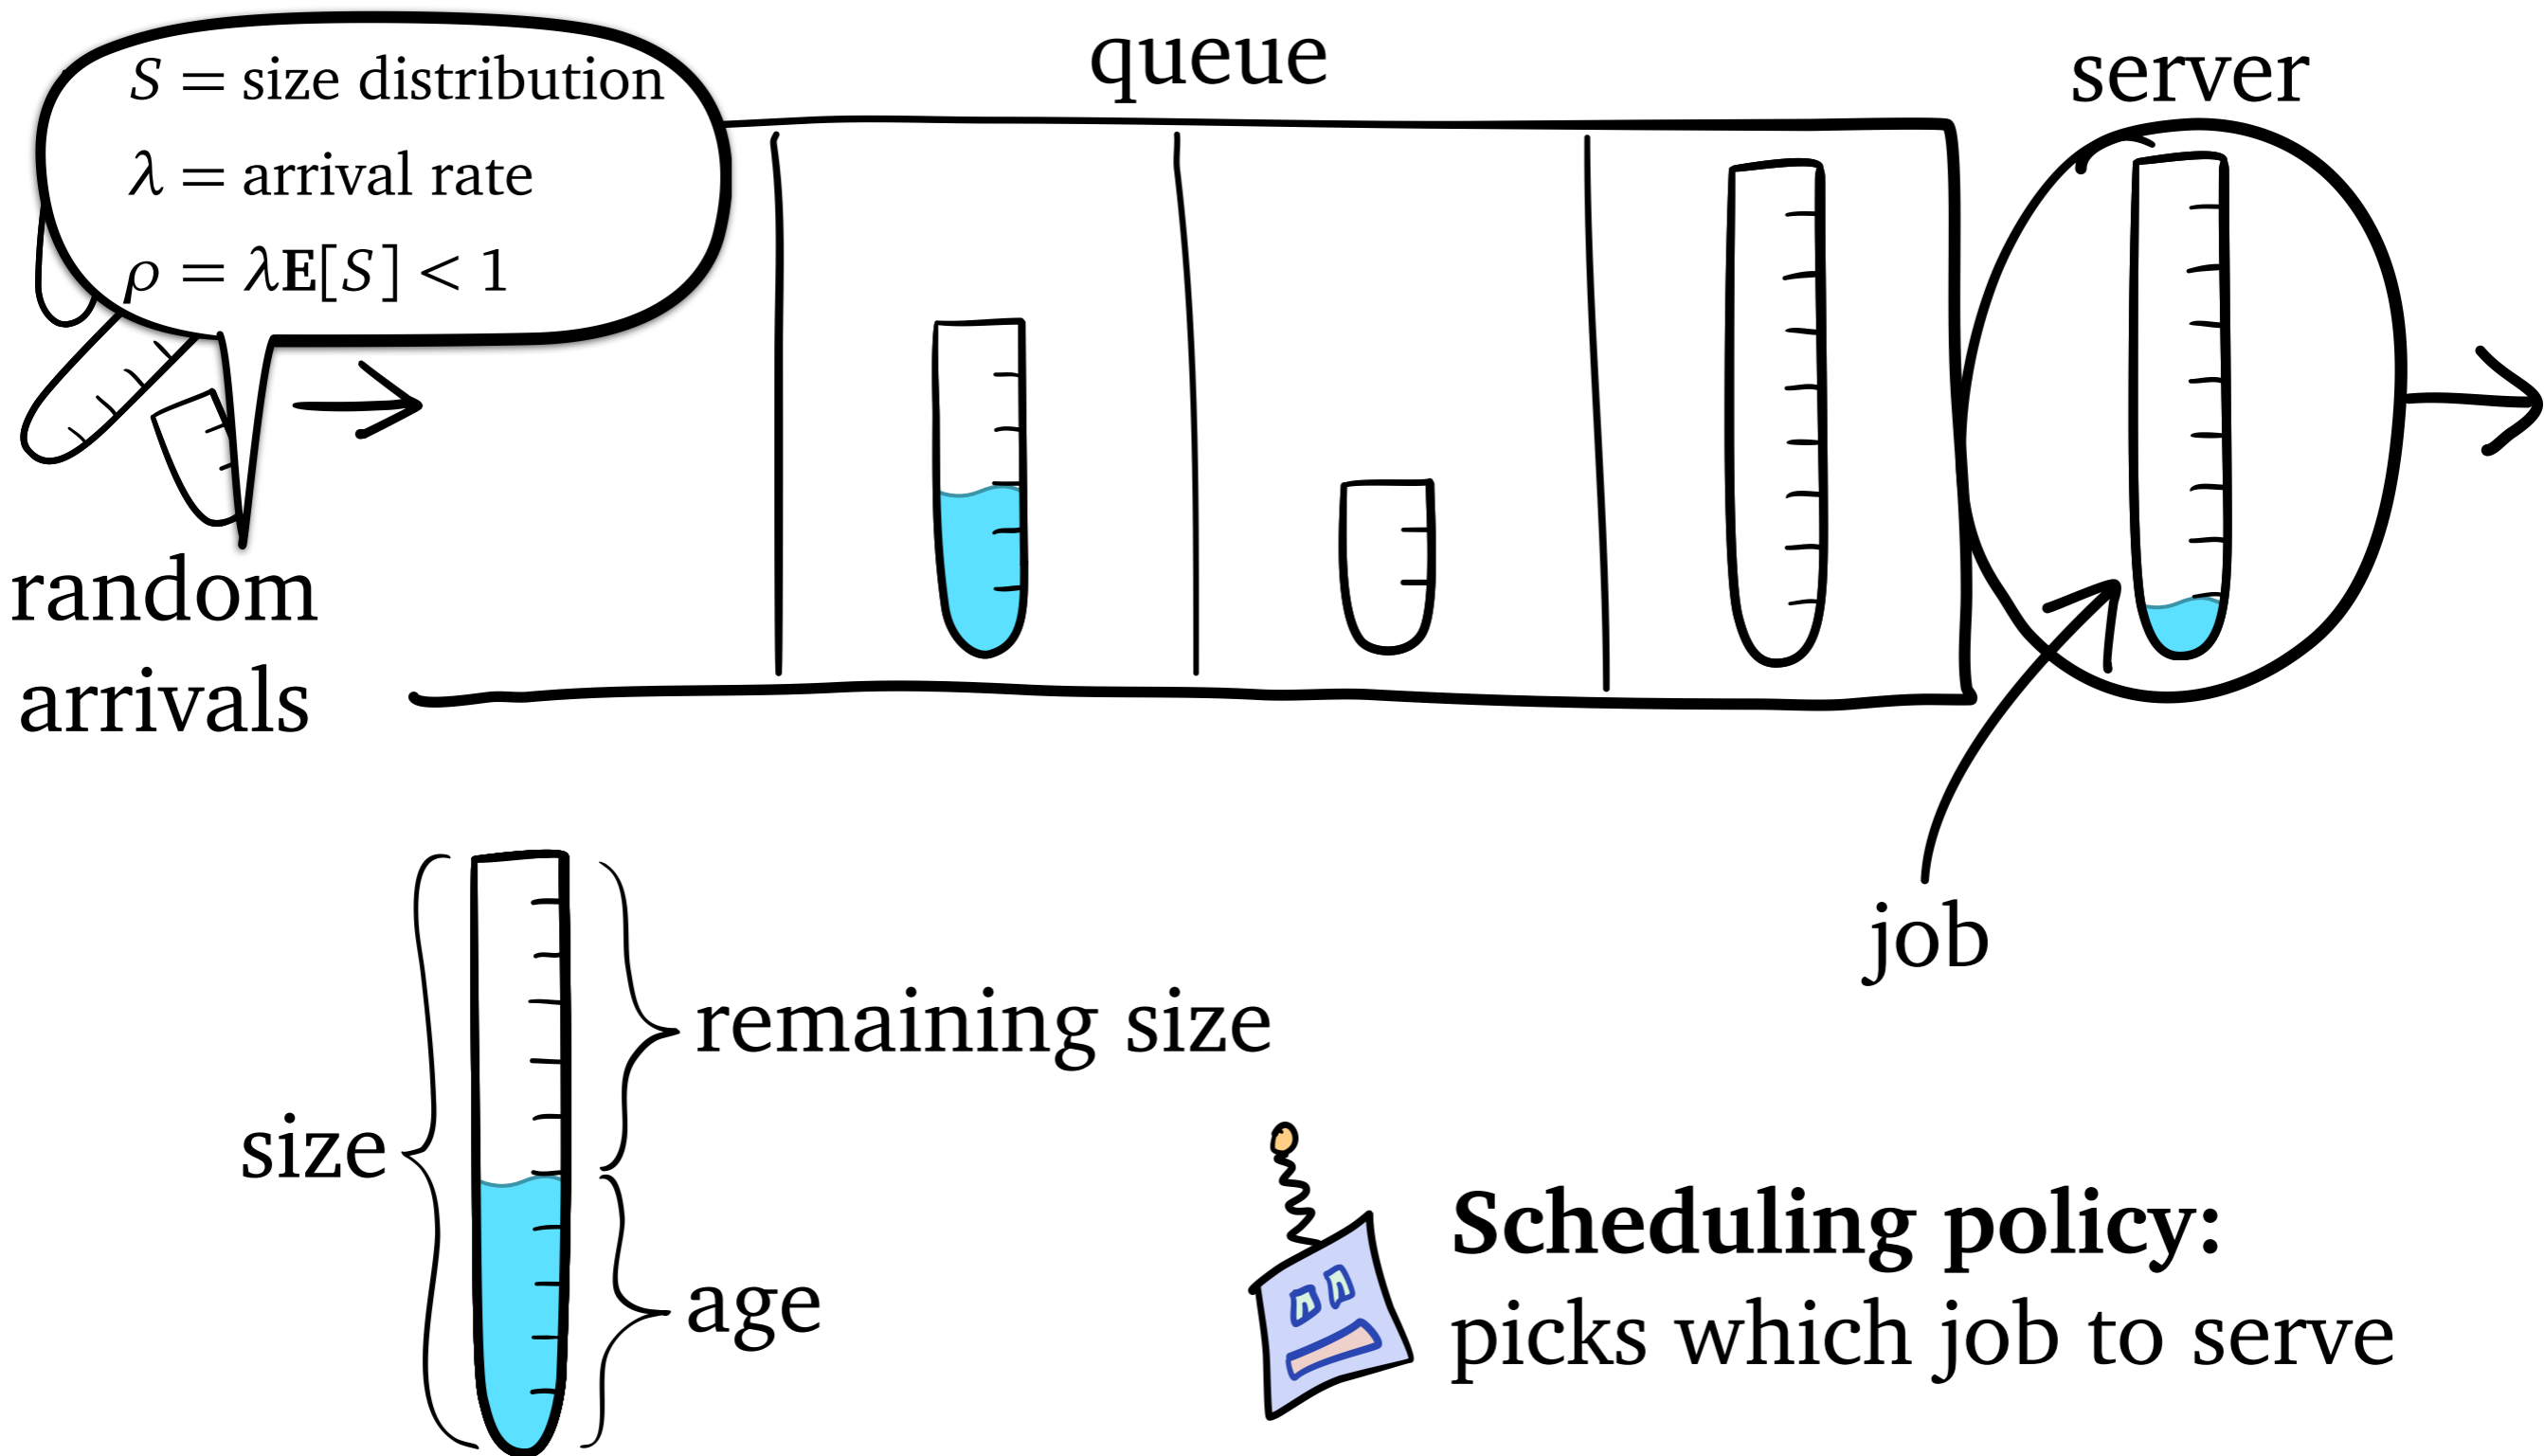 S = size distribution
λ = arrival rate
ρ = λE[S] < 1
queue
server
random
arrivals
job
remaining size
size
age
Scheduling policy:
picks which job to serve